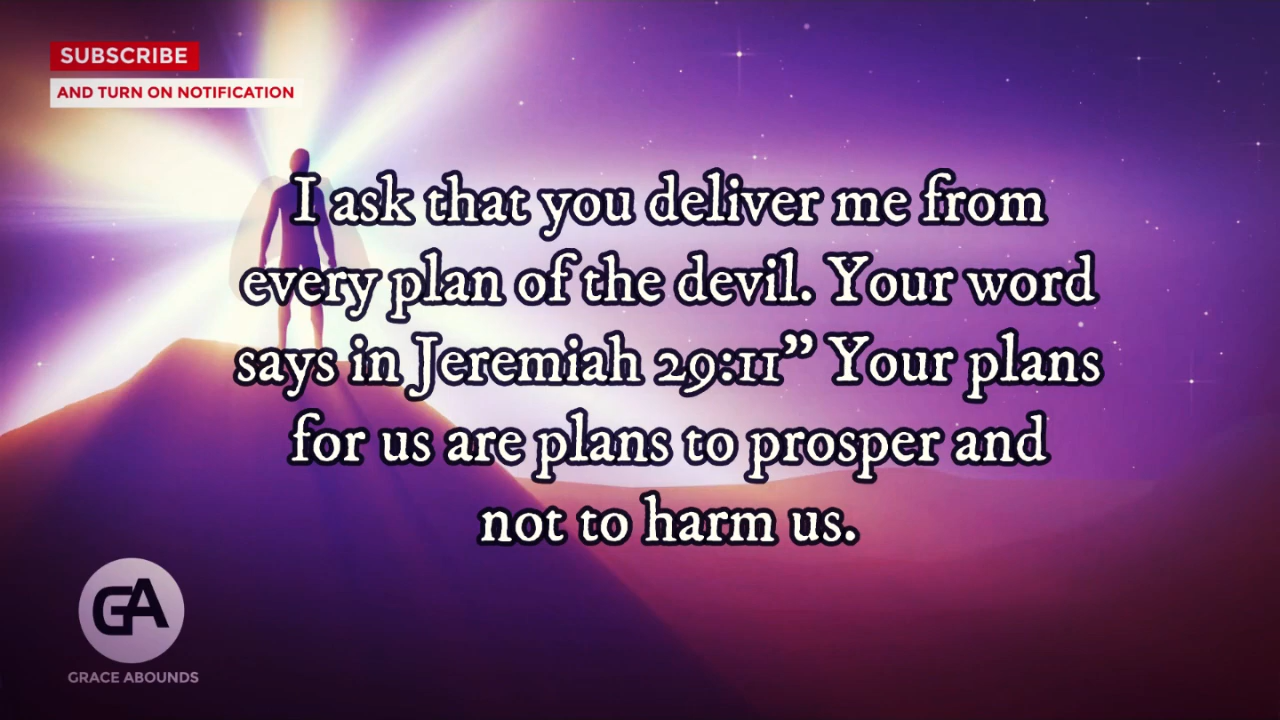 SUBSCRIBE
AND TURN ON NOTIFICATION
I ask that you deliver me from
every plan of the devil. Your word
says in Jeremiah 29:11” Your plans
for us are plans to prosper and
not to harm us.
GA
GRACE ABOUNDS